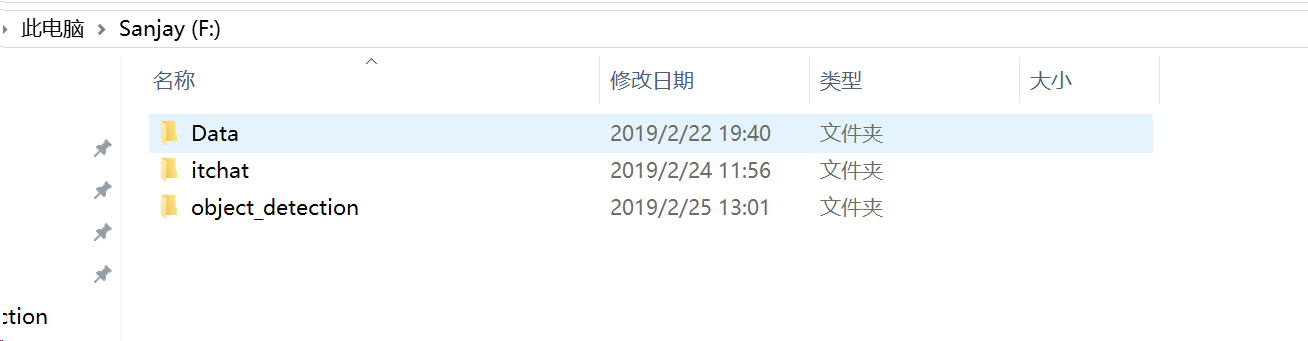 此电脑 > Sanjay (F:)
名称 修改日期 类型 大小
Data 2019/2/22 19:40 文件夹
itchat 2019/2/24 11:56 文件夹
object_detection 2019/2/25 13:01 文件夹
ction